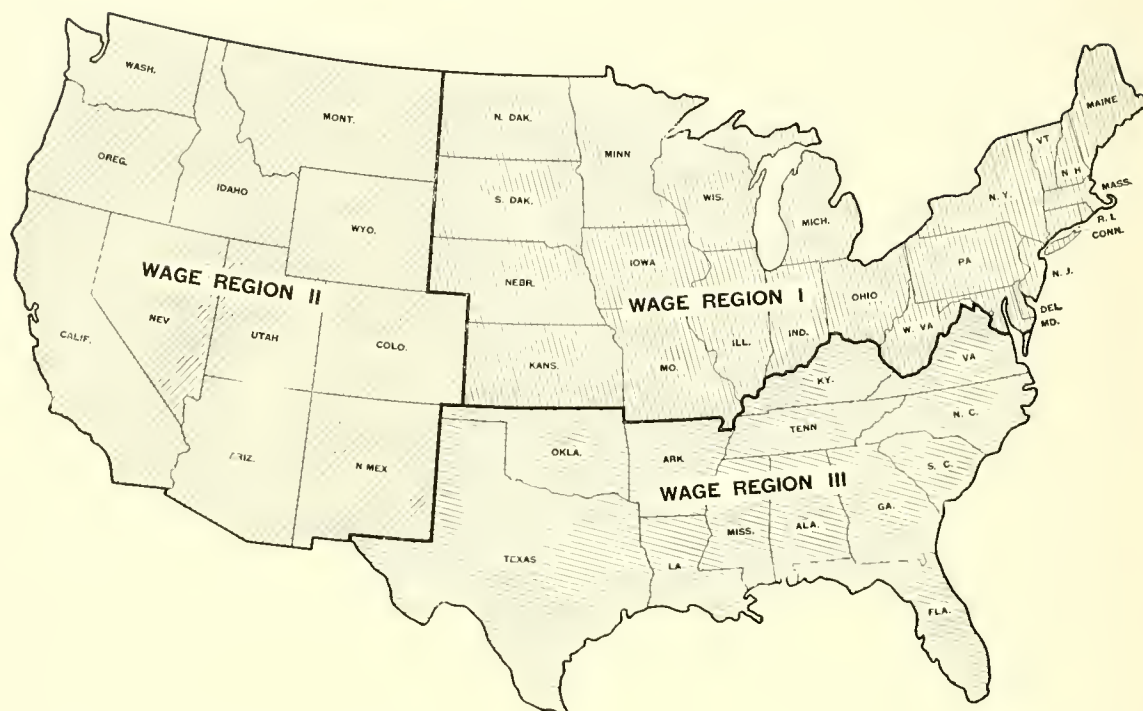 WASH.
MONT.
N. DAK.
MINN
OREG.
IDAHO
WYO.
S. DAK.
WIS.
MICH.
N. Y.
VT
N H
MAINE
MASS.
R. I.
CONN.
WAGE REGION II
NEV
CALIF.
UTAH
COLO.
NEBR.
IOWA
WAGE REGION I
ILL.
IND.
OHIO
PA
N. J.
DEL.
MD.
W. VA
KANS.
MO.
KY.
VA
ARIZ.
N MEX
OKLA.
ARK
TENN
N. C.
S. C.
WAGE REGION III
TEXAS
LA
MISS.
ALA.
GA.
FLA.